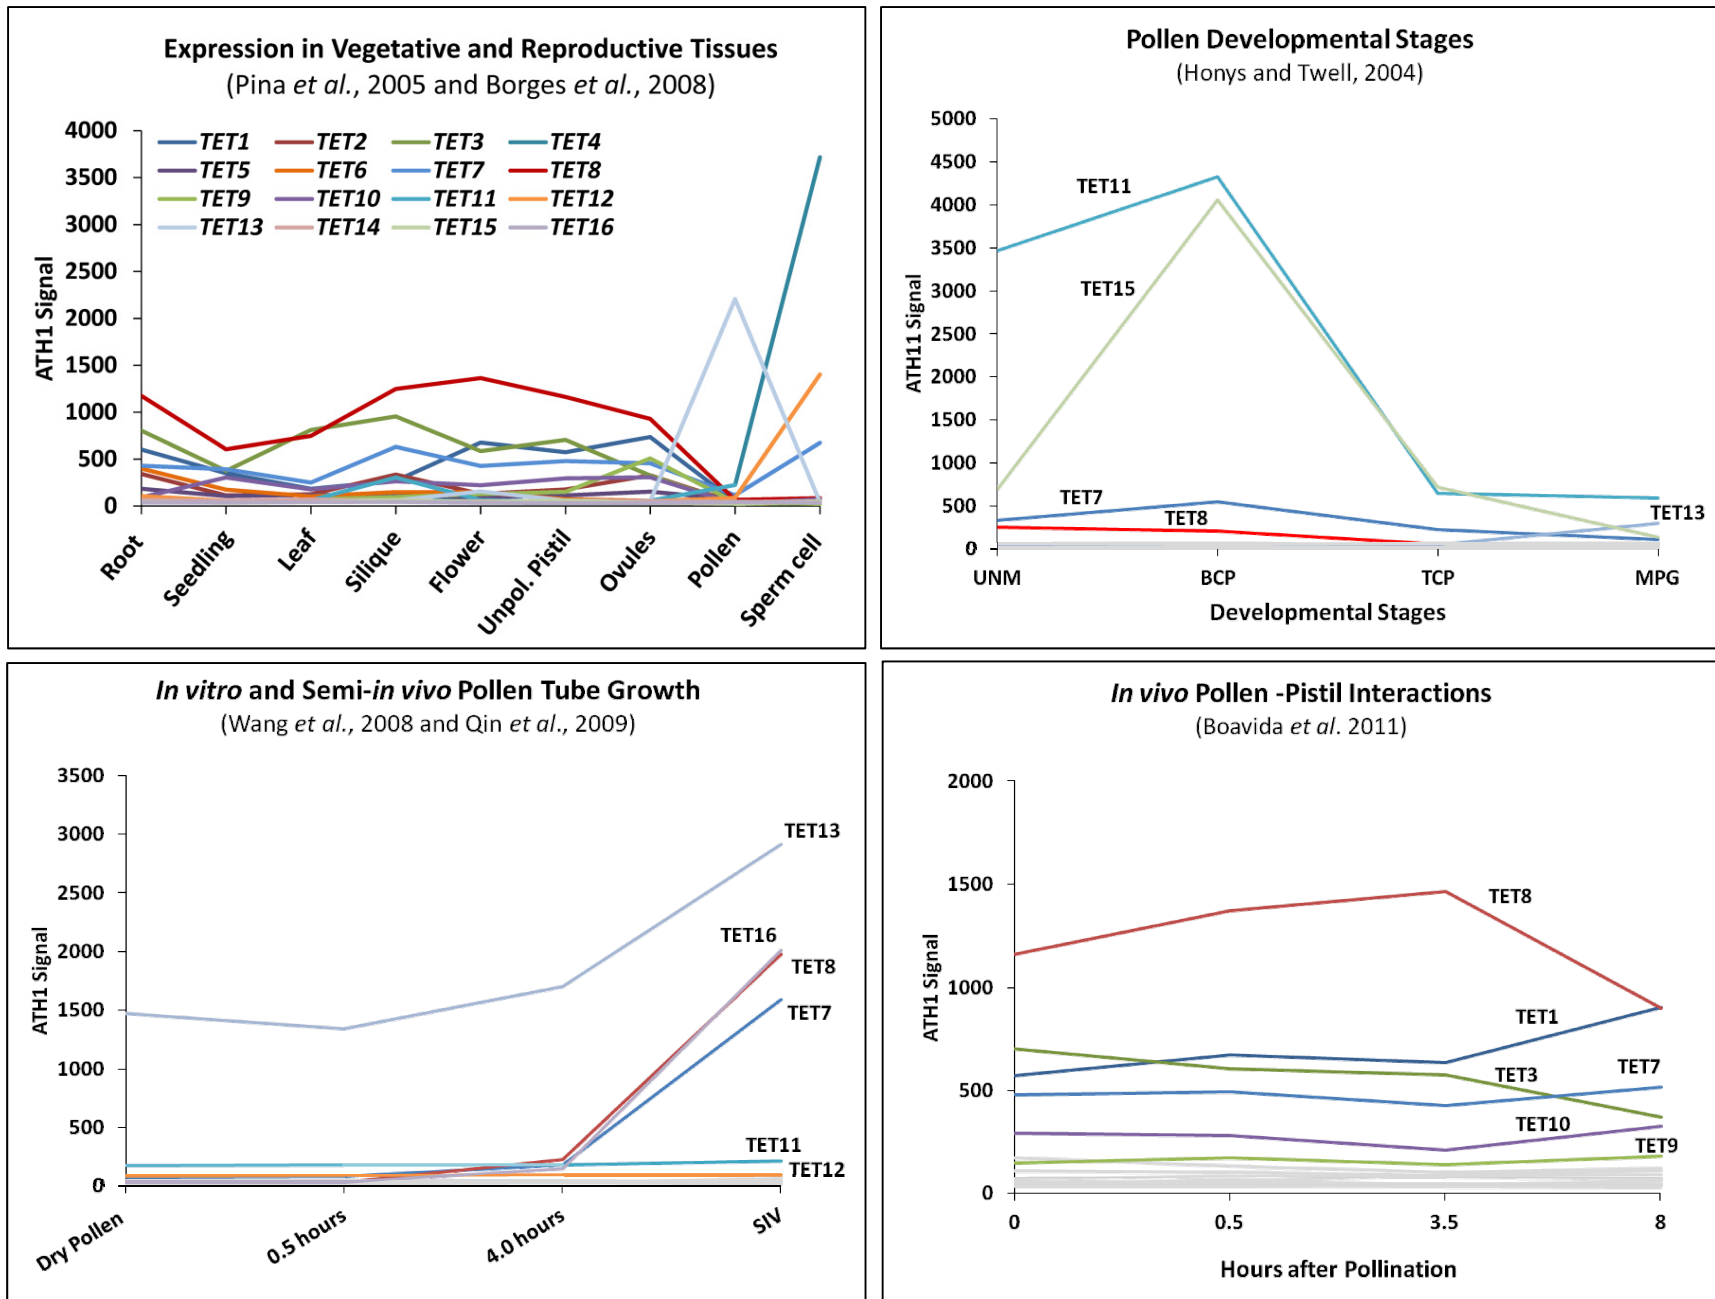 Expression in Vegetative and Reproductive Tissues
(Pina et al., 2005 and Borges et al., 2008)
4000
3500
3000
2500
2000
1500
1000
500
0
ATH1 Signal
TET1 TET2 TET3 TET4
TET5 TET6 TET7 TET8
TET9 TET10 TET11 TET12
TET13 TET14 TET15 TET16
Root
Seedling
Leaf
Silique
Flower
Unpol. Pistil
Ovules
Pollen
Sperm cell
Pollen Developmental Stages
(Honys and Twell, 2004)
5000
4500
4000
3500
3000
2500
2000
1500
1000
500
0
ATH11 Signal
TET11
TET15
TET7
TET8
TET13
UNM BCP TCP MPG
Developmental Stages
In vitro and Semi-in vivo Pollen Tube Growth
(Wang et al., 2008 and Qin et al., 2009)
3500
3000
2500
2000
1500
1000
500
0
ATH1 Signal
TET13
TET16
TET8
TET7
TET11
TET12
Dry Pollen
0.5 hours
4.0 hours
SIV
In vivo Pollen -Pistil Interactions
(Boavida et al. 2011)
2000
1500
1000
500
0
ATH1 Signal
TET8
TET1
TET3
TET7
TET10
TET9
0 0.5 3.5 8
Hours after Pollination